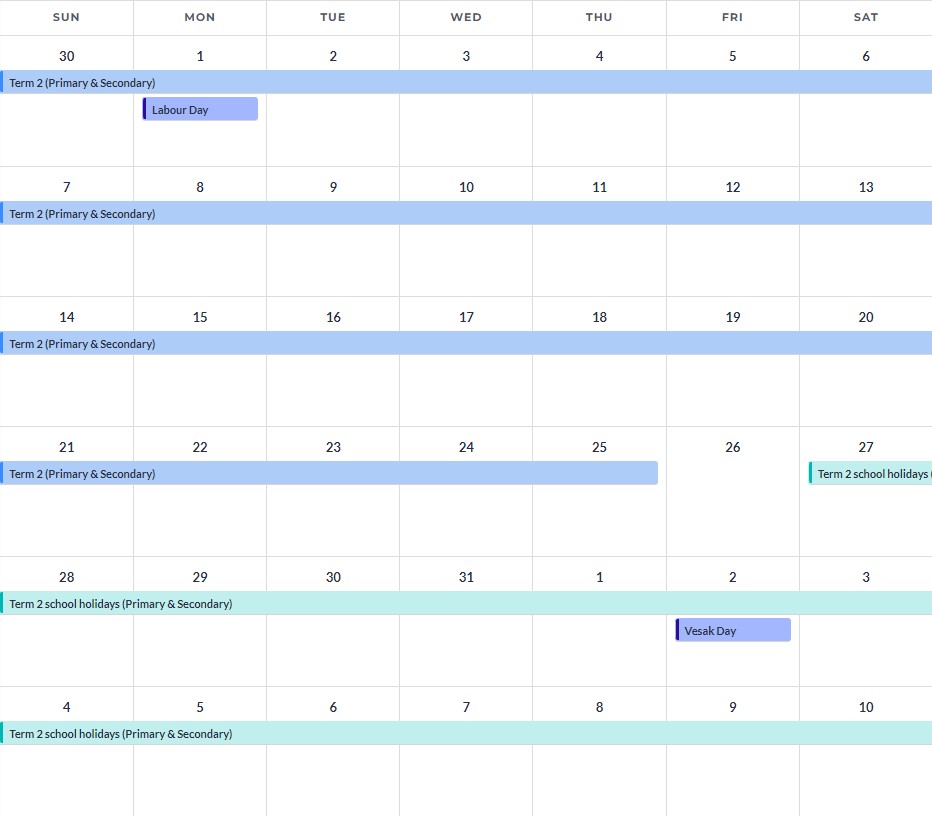 SUN MON TUE WED THU FRI SAT
30 1 2 3 4 5 6
Term 2 (Primary & Secondary)
Labour Day
7 8 9 10 11 12 13
Term 2 (Primary & Secondary)
14 15 16 17 18 19 20
Term 2 (Primary & Secondary)
21 22 23 24 25 26 27
Term 2 (Primary & Secondary) Term 2 school holidays (
28 29 30 31 1 2 3
Term 2 school holidays (Primary & Secondary)
Vesak Day
4 5 6 7 8 9 10
Term 2 school holidays (Primary & Secondary)